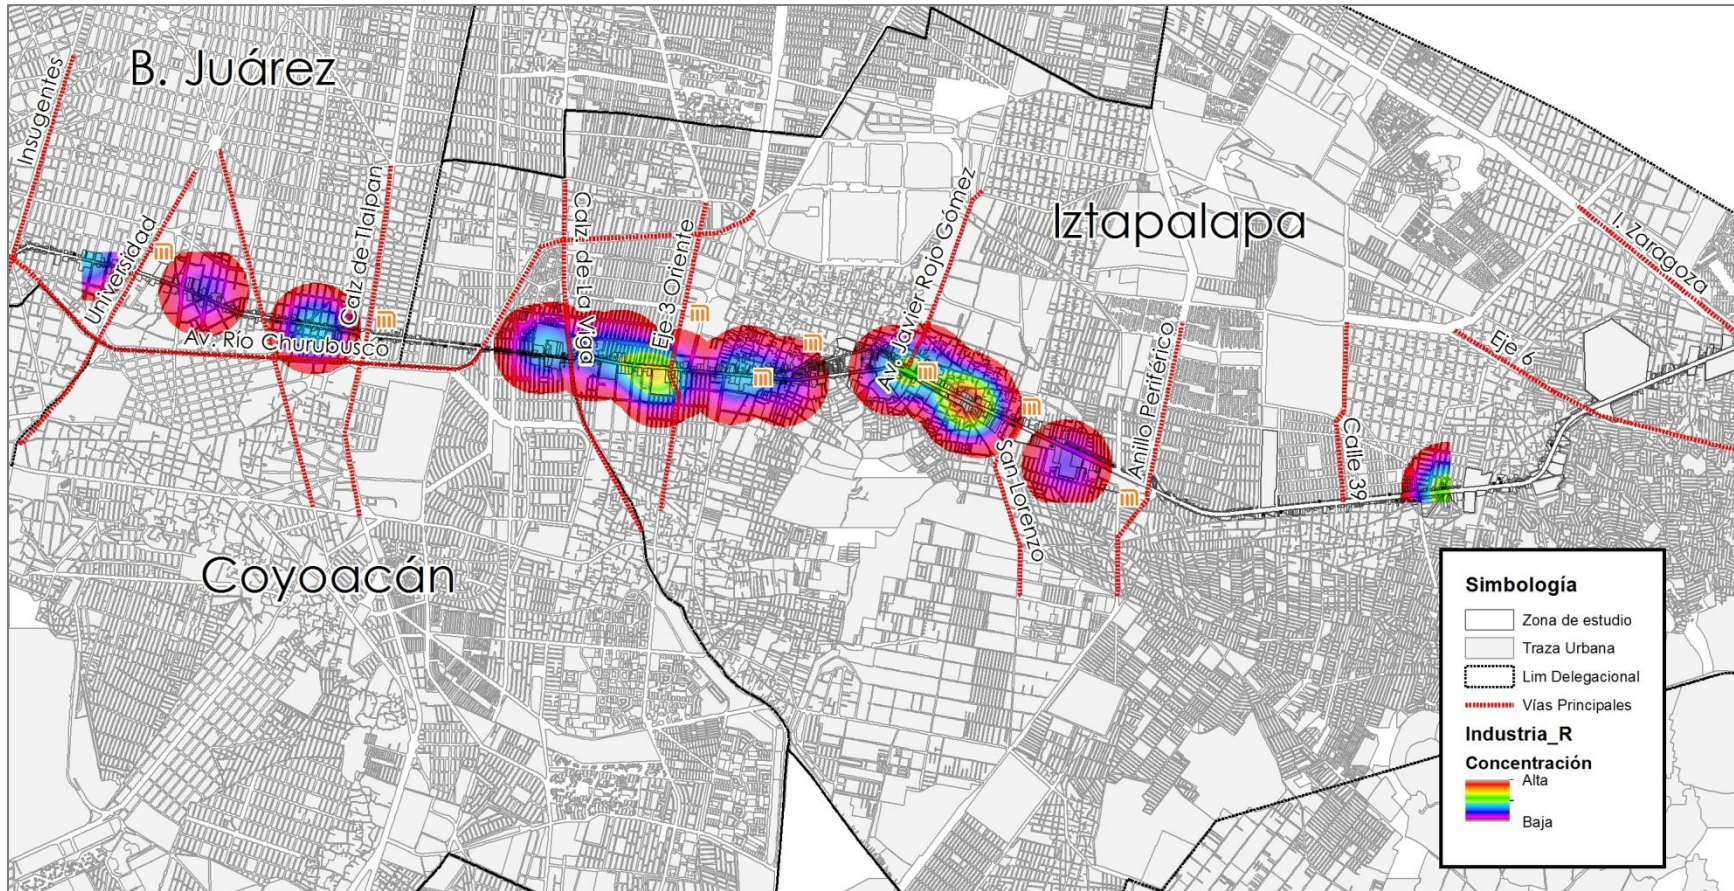 B. Juárez
Insugentes
Universidad
Calz de Tlalpan
Av. Río Churubusco
Calz. de La Viga
Eje 3 Oriente
Av. Javier Rojo Gómez
Iztapalapa
I. Zaragoza
Eje 6
Anillo Periférico
Calle 39
San Lorenzo
Coyoacán
Simbología
Zona de estudio
Traza Urbana
Lim Delegacional
Vías Principales
Industria_R
Concentración
Alta
Baja